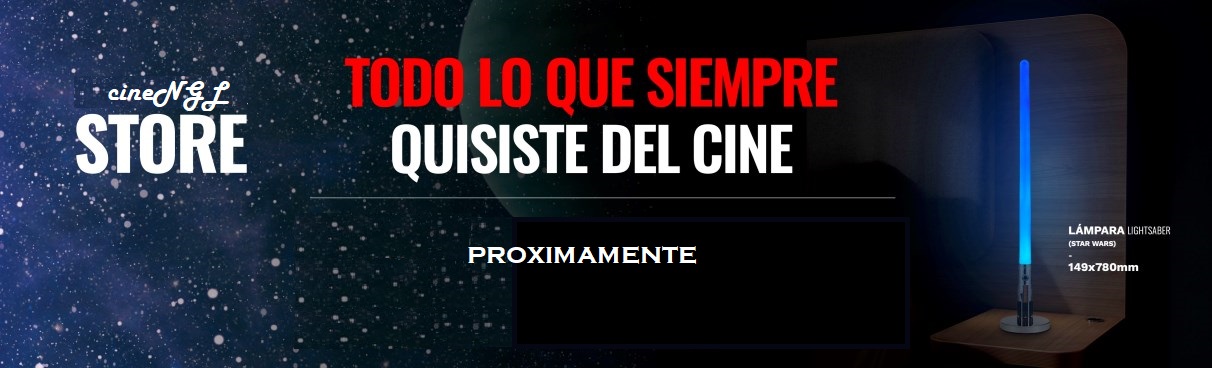 cineNGL
STORE
TODO LO QUE SIEMPRE
QUISISTE DEL CINE
PROXIMAMENTE
LÁMPARA LIGHTSABER
(STAR WARS)
-
149x780mm